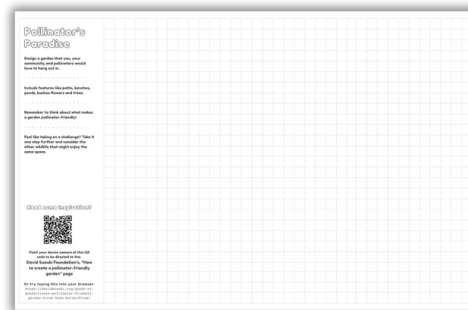 Pollinator's
Paradise
Design a garden that you, your
community, and pollinators would
love to hang out in.
Include features like paths, benches,
ponds, bushes flowers and trees.
Remember to think about what makes
a garden pollinator-friendly!
Feel like taking on a challenge? Take it
one step further and consider the
other wildlife that might enjoy the
same space.
Need some inspiration?
Point your device camera at this QR
code to be directed to the
David Suzuki Foundation's, "How
to create a pollinator-friendly
garden" page
Or try typing this into your browser: